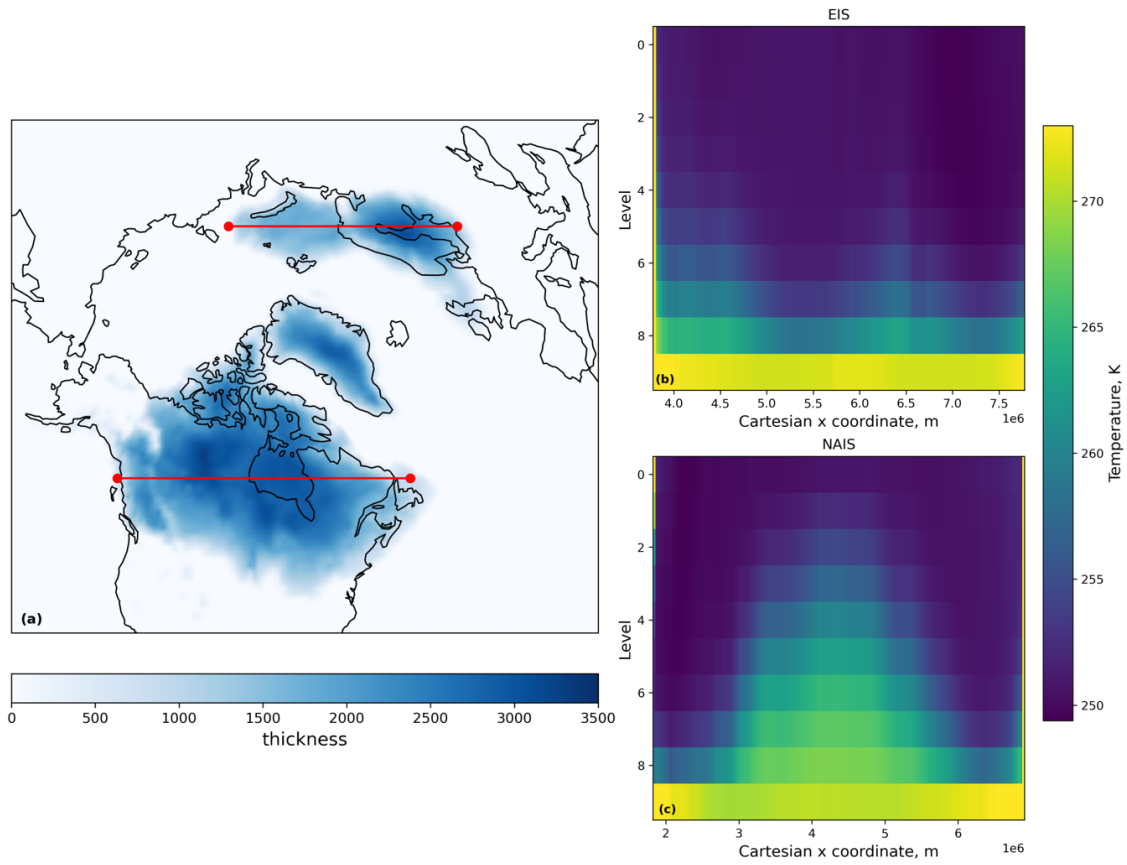 (a)
0 500 1000 1500 2000 2500 3000 3500
thickness
EIS
0
2
4
6
8
Level
(b)
4.0 4.5 5.0 5.5 6.0 6.5 7.0 7.5
1e6
Cartesian x coordinate, m
NAIS
0
2
4
6
8
Level
(c)
2 3 4 5 6
1e6
Cartesian x coordinate, m
270
265
260
255
250
Temperature, K